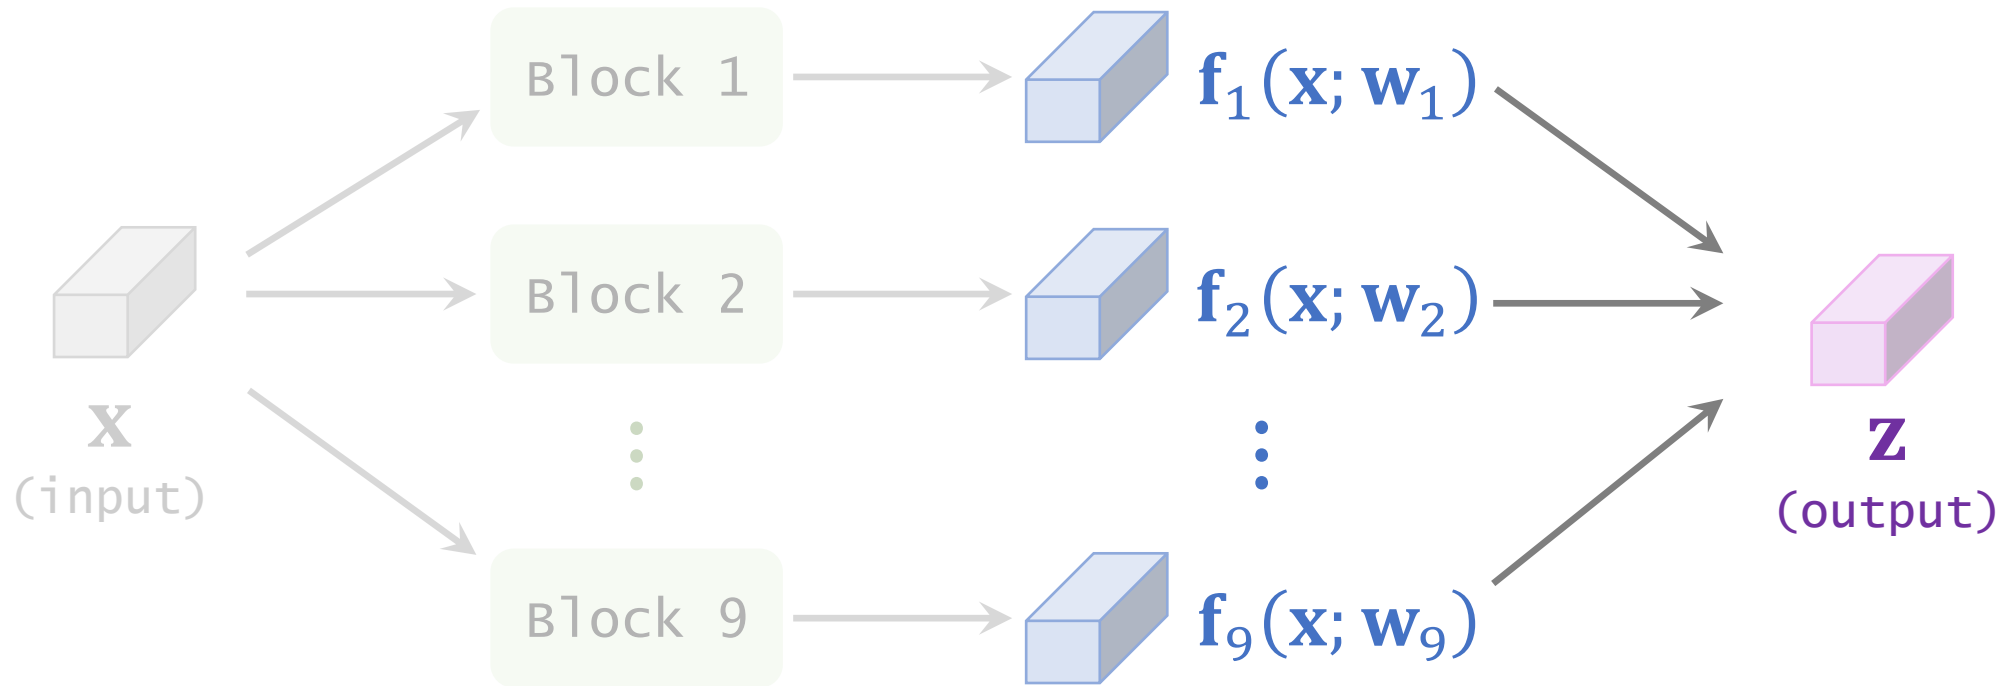 Block 1
f₁(x; w₁)
Block 2
f₂(x; w₂)
x
(input)
z
(output)
Block 9
f₉(x; w₉)